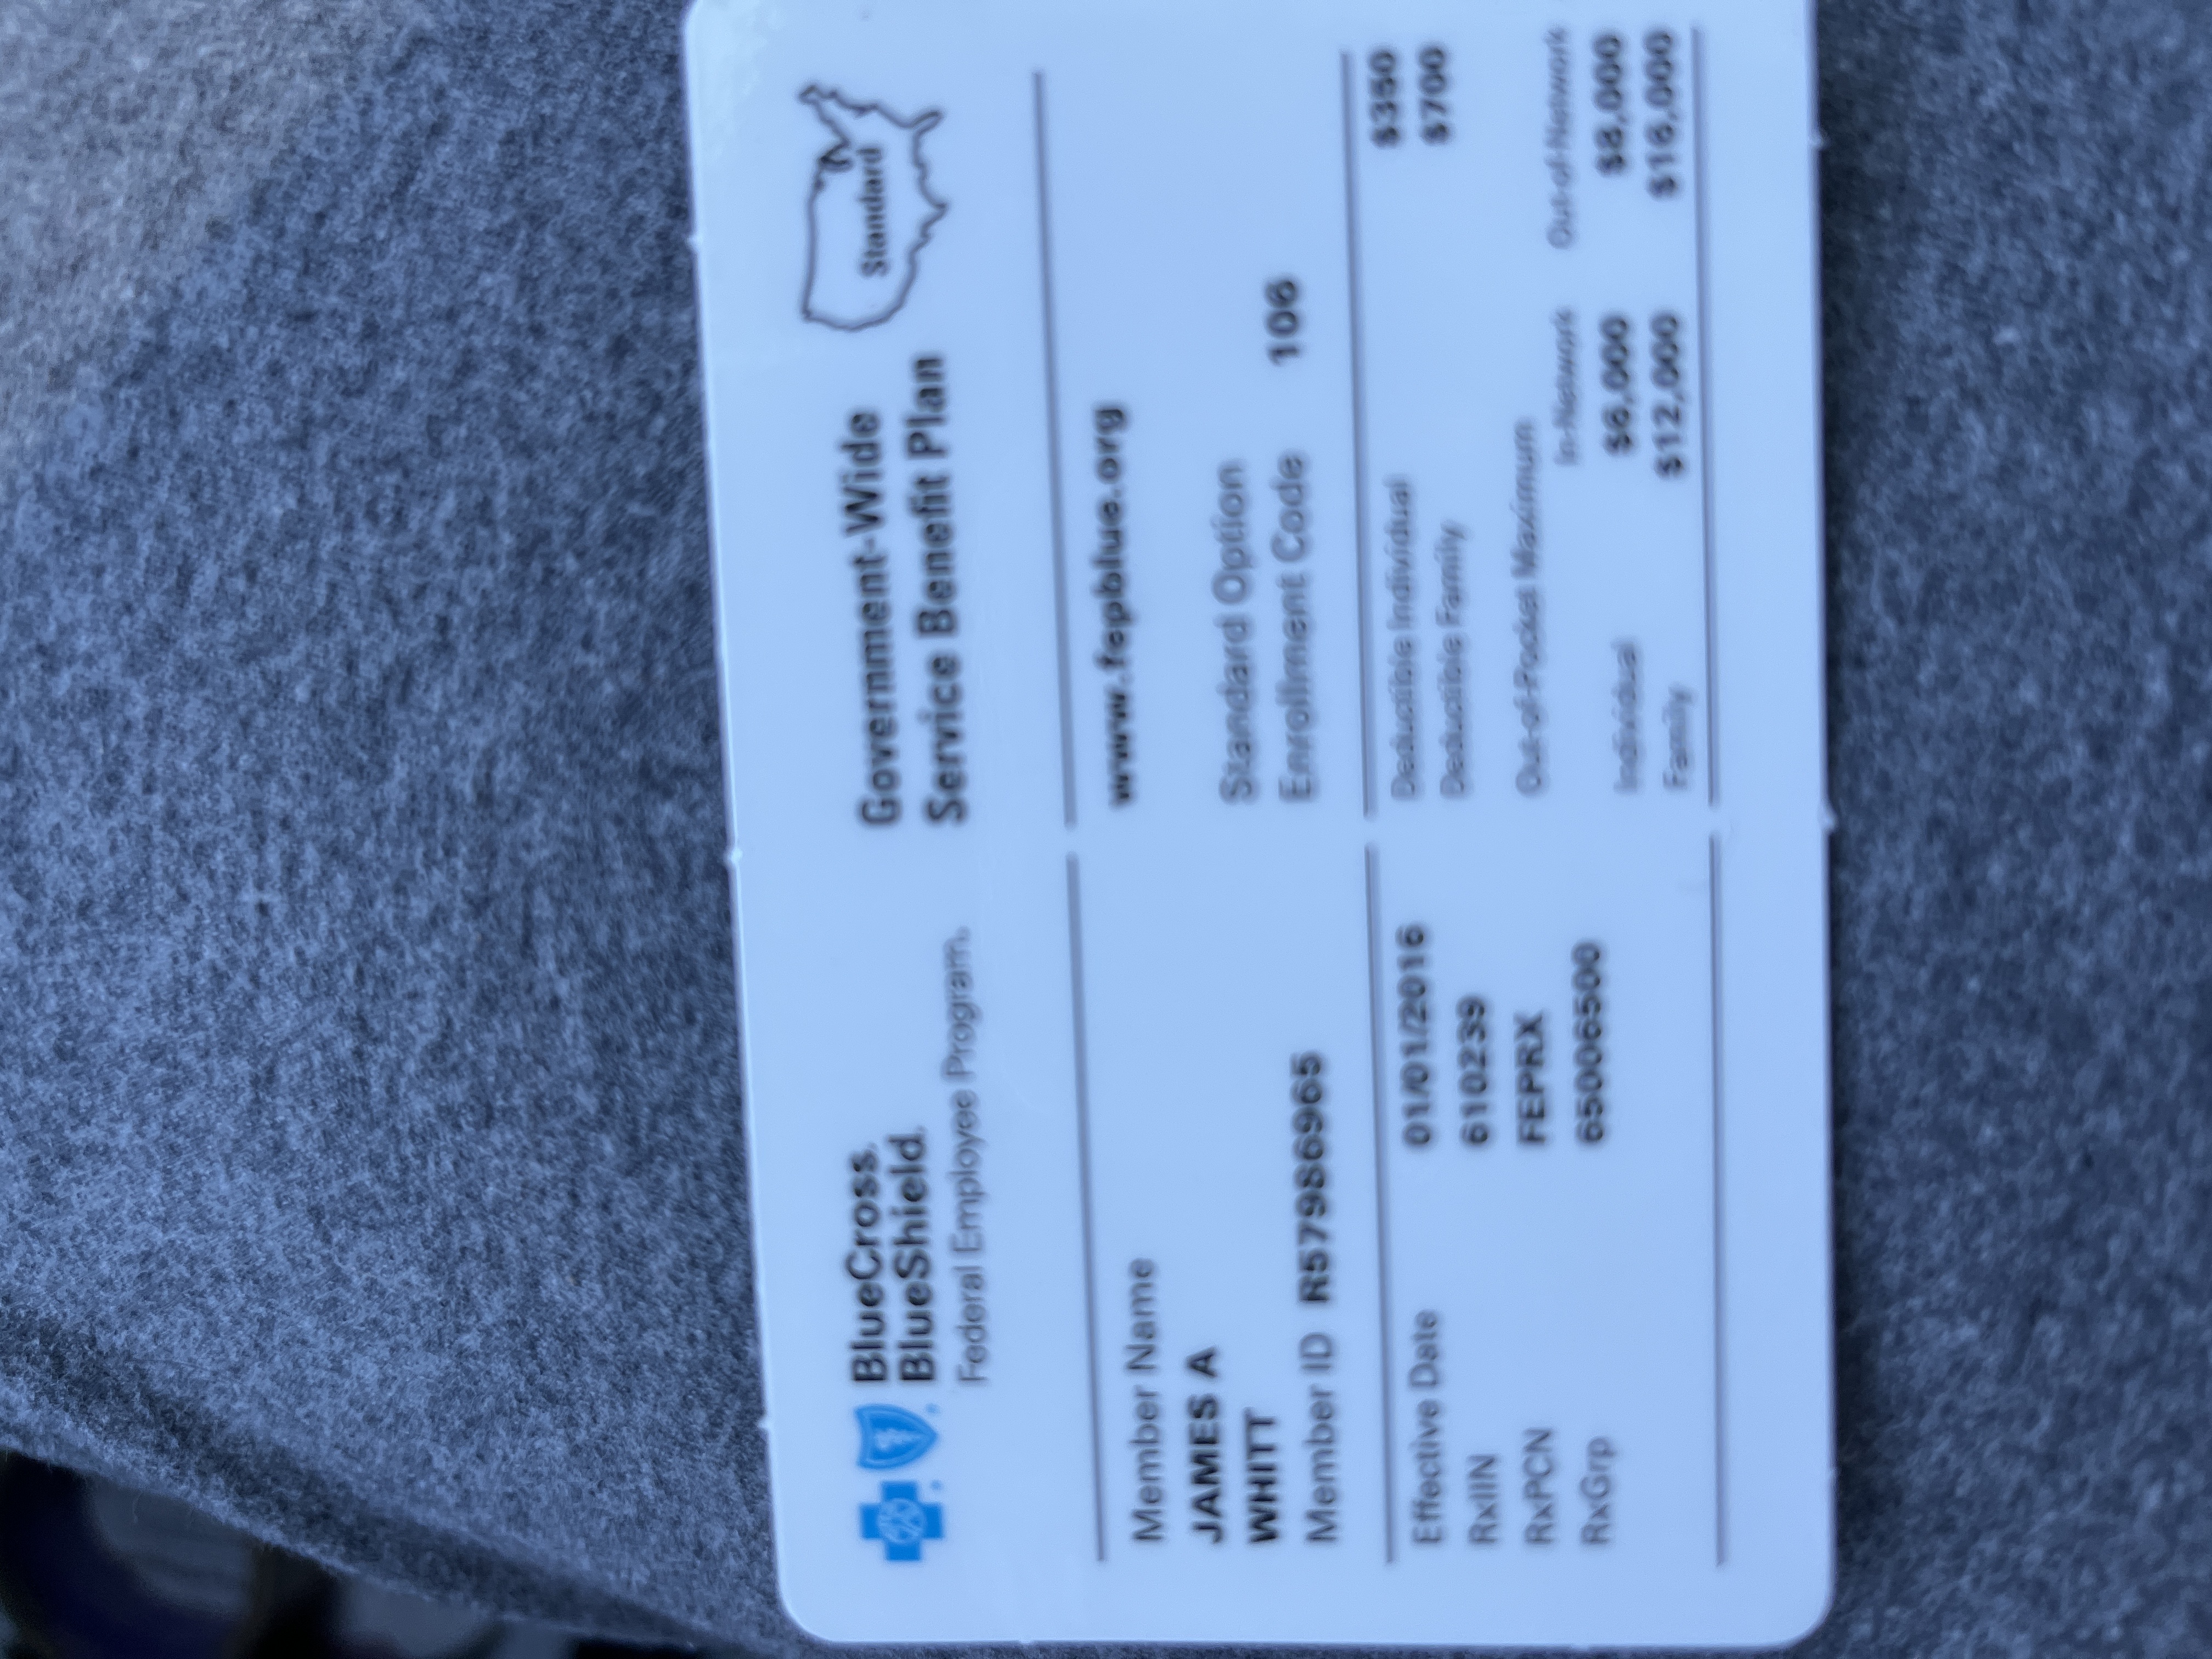 BlueCross.
BlueShield.
Federal Employee Program.
Government-Wide
Service Benefit Plan
Standard
Member Name
JAMES A
WHITT
Member ID R57986965
www.fepblue.org
Standard Option
Enrollment Code 106
Effective Date 01/01/2016
RxIIN 610239
RxPCN FEPRX
RxGrp 65006500
Deductible Individual $350
Deductible Family $700
Out-of-Pocket Maximum
In-Network Out-of-Network
Individual $6,000 $8,000
Family $12,000 $16,000